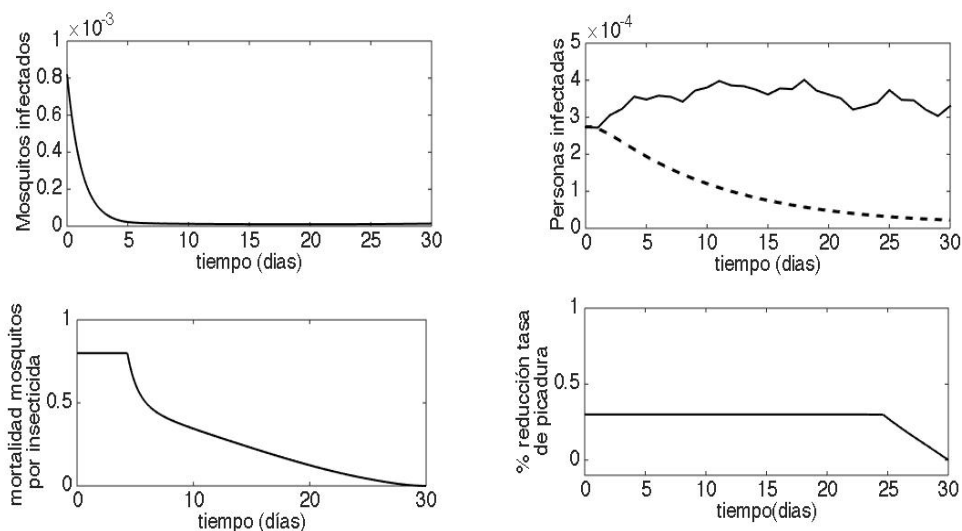 × 10⁻³
1
0.8
0.6
0.4
0.2
0
Mosquitos infectados
0 5 10 15 20 25 30
tiempo (dias)
5 × 10⁻⁴
4
3
2
1
0
Personas infectadas
0 5 10 15 20 25 30
tiempo(dias)
1
0.5
0
mortalidad mosquitos
por insecticida
0 10 20 30
tiempo (días)
1
0.5
0
% reducción tasa
de picadura
0 5 10 15 20 25 30
tiempo(dias)